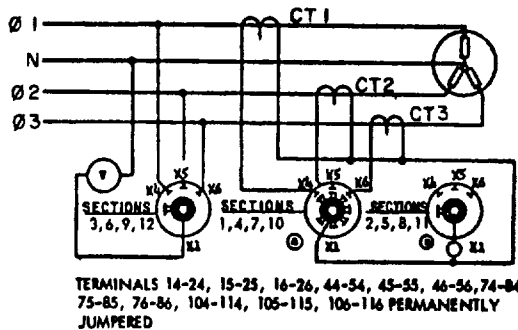 Ø 1
CT 1
N
Ø2
CT2
Ø3
CT3
V
X4 X5 X6
X4 X5 X6
X4 X5 X6
SECTIONS
3,6,9,12
SECTIONS
1,4,7,10
SECTIONS
2,5,8,11
X1
X1
X1
TERMINALS 14-24, 15-25, 16-26, 44-54, 45-55, 46-56, 74-84
75-85, 76-86, 104-114, 105-115, 106-116 PERMANENTLY
JUMPERED